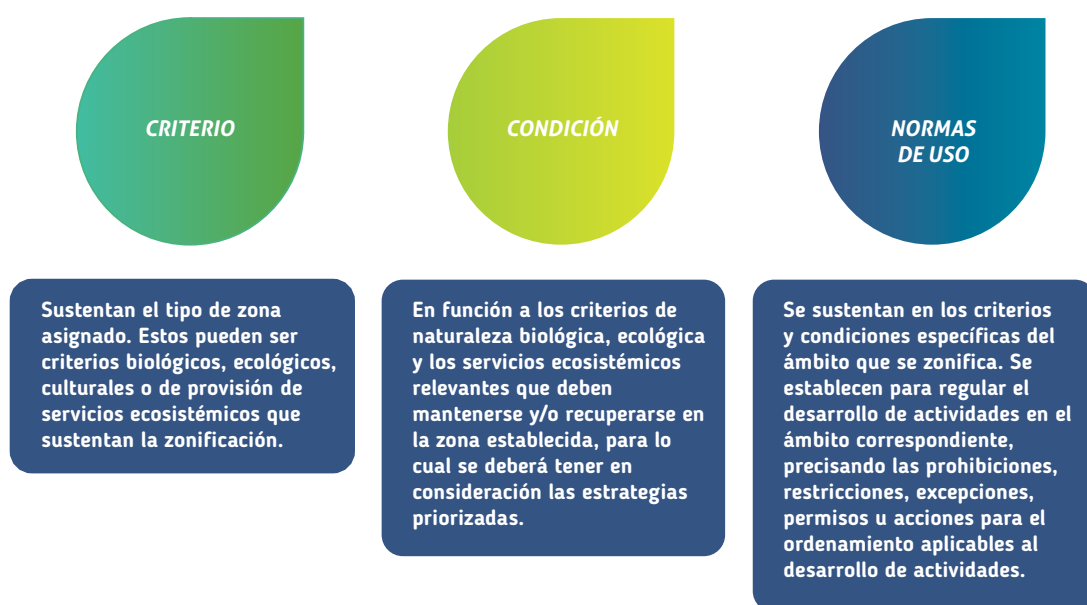 CRITERIO
Sustentan el tipo de zona
asignado. Estos pueden ser
criterios biológicos, ecológicos,
culturales o de provisión de
servicios ecosistémicos que
sustentan la zonificación.
CONDICIÓN
En función a los criterios de
naturaleza biológica, ecológica
y los servicios ecosistémicos
relevantes que deben
mantenerse y/o recuperarse en
la zona establecida, para lo
cual se deberá tener en
consideración las estrategias
priorizadas.
NORMAS
DE USO
Se sustentan en los criterios
y condiciones específicas del
ámbito que se zonifica. Se
establecen para regular el
desarrollo de actividades en el
ámbito correspondiente,
precisando las prohibiciones,
restricciones, excepciones,
permisos u acciones para el
ordenamiento aplicables al
desarrollo de actividades.